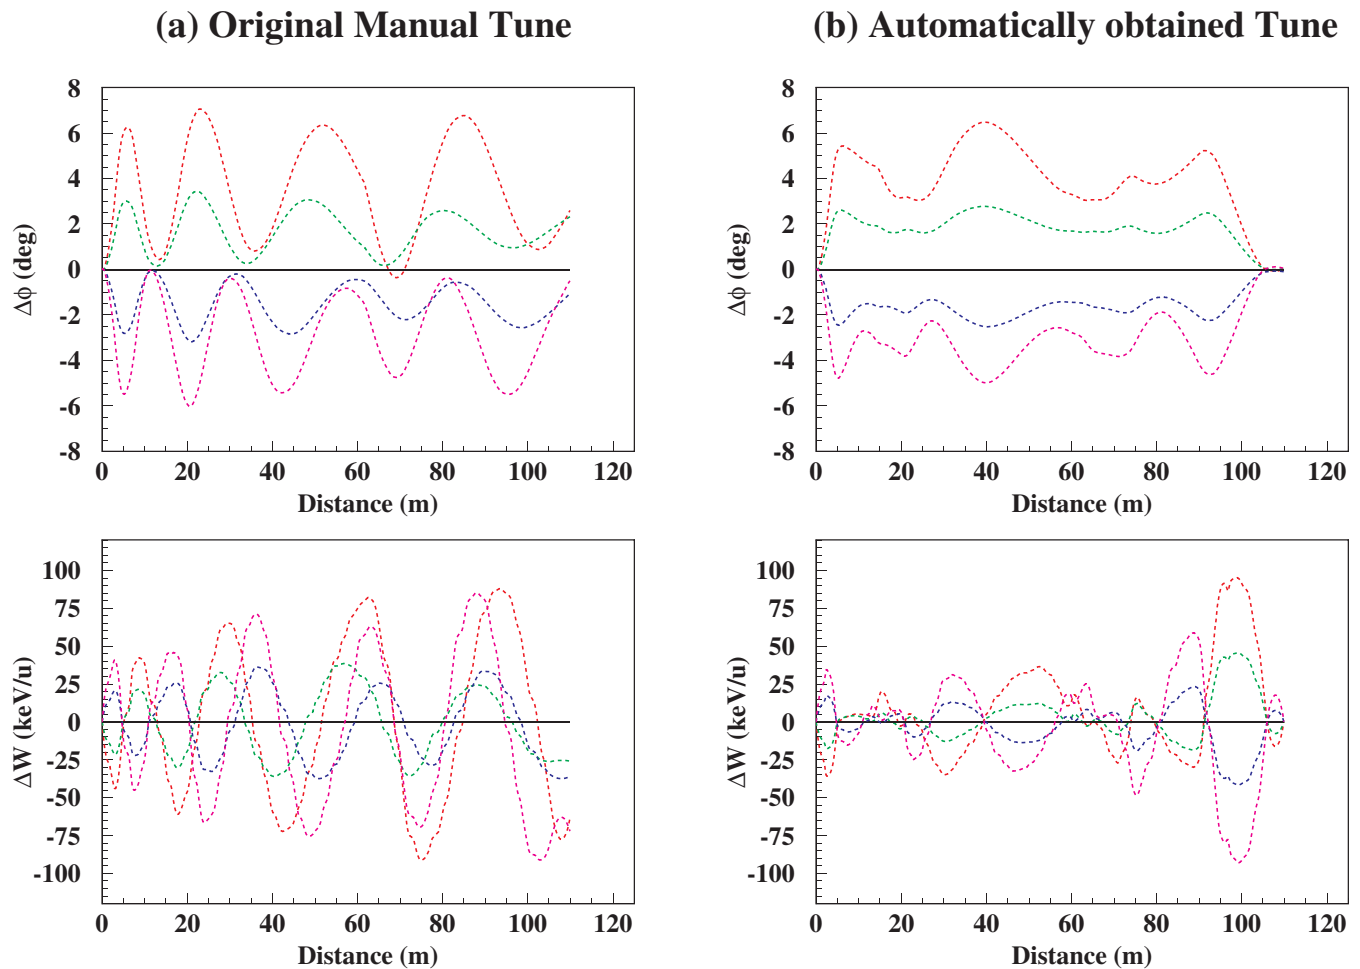 (a) Original Manual Tune
(b) Automatically obtained Tune
8
6
4
2
0
-2
-4
-6
-8
Δϕ (deg)
0 20 40 60 80 100 120
Distance (m)
8
6
4
2
0
-2
-4
-6
-8
Δϕ (deg)
0 20 40 60 80 100 120
Distance (m)
100
75
50
25
0
-25
-50
-75
-100
ΔW (keV/u)
0 20 40 60 80 100 120
Distance (m)
100
75
50
25
0
-25
-50
-75
-100
ΔW (keV/u)
0 20 40 60 80 100 120
Distance (m)